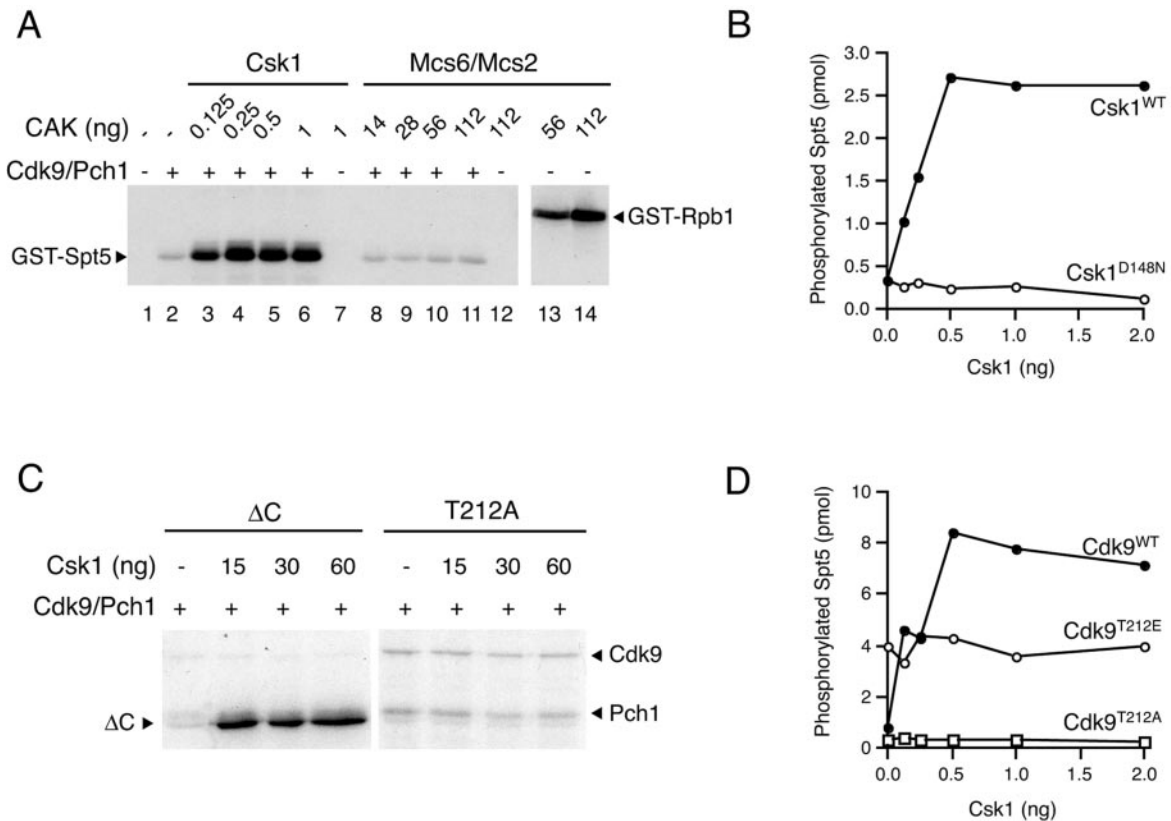 A
Csk1 Mcs6/Mcs2
CAK (ng) - - 0.125 0.25 0.5 1 1 14 28 56 112 112 56 112
Cdk9/Pch1 - + + + + + - + + + + - - -
GST-Rpb1
GST-Spt5
1 2 3 4 5 6 7 8 9 10 11 12 13 14
B
Phosphorylated Spt5 (pmol)
3.0
2.5
2.0
1.5
1.0
0.5
0.0
Csk1WT
Csk1D148N
0.0 0.5 1.0 1.5 2.0
Csk1 (ng)
C
ΔC T212A
Csk1 (ng) - 15 30 60 - 15 30 60
Cdk9/Pch1 + + + + + + + +
Cdk9
Pch1
ΔC
D
Phosphorylated Spt5 (pmol)
10
8
6
4
2
0
Cdk9WT
Cdk9T212E
Cdk9T212A
0.0 0.5 1.0 1.5 2.0
Csk1 (ng)